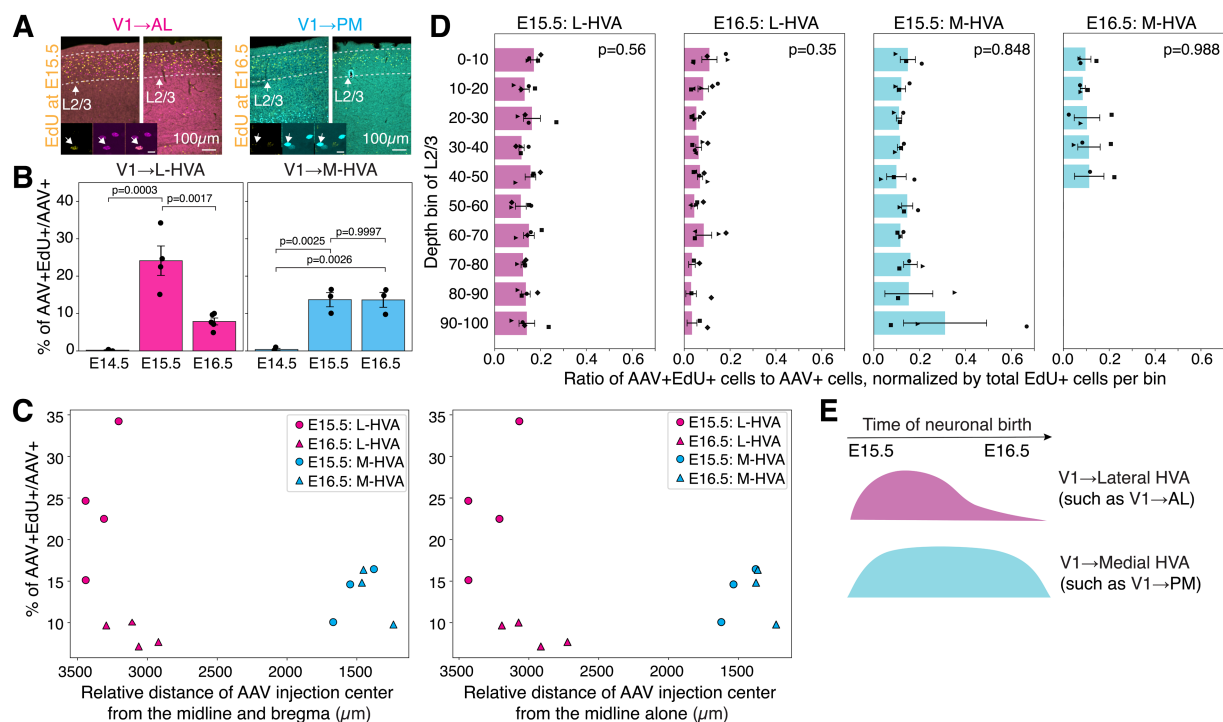 A
V1→AL
V1→PM
EdU at E15.5
L2/3
L2/3
100µm
EdU at E16.5
L2/3
L2/3
100µm
B
V1→L-HVA
V1→M-HVA
% of AAV+EdU+/AAV+
40
30
20
10
0
p=0.0003
p=0.0017
p=0.9997
p=0.0025
p=0.0026
E14.5
E15.5
E16.5
E14.5
E15.5
E16.5
C
% of AAV+EdU+/AAV+
35
30
25
20
15
10
E15.5: L-HVA
E16.5: L-HVA
E15.5: M-HVA
E16.5: M-HVA
3500
3000
2500
2000
1500
Relative distance of AAV injection center
from the midline and bregma (µm)
35
30
25
20
15
10
E15.5: L-HVA
E16.5: L-HVA
E15.5: M-HVA
E16.5: M-HVA
3500
3000
2500
2000
1500
Relative distance of AAV injection center
from the midline alone (µm)
D
E15.5: L-HVA
E16.5: L-HVA
E15.5: M-HVA
E16.5: M-HVA
p=0.56
p=0.35
p=0.848
p=0.988
Depth bin of L2/3
0-10
10-20
20-30
30-40
40-50
50-60
60-70
70-80
80-90
90-100
0.0
0.2
0.4
0.6
0.0
0.2
0.4
0.6
0.0
0.2
0.4
0.6
0.0
0.2
0.4
0.6
Ratio of AAV+EdU+ cells to AAV+ cells, normalized by total EdU+ cells per bin
E
Time of neuronal birth
E15.5
E16.5
V1→Lateral HVA
(such as V1→AL)
V1→Medial HVA
(such as V1→PM)